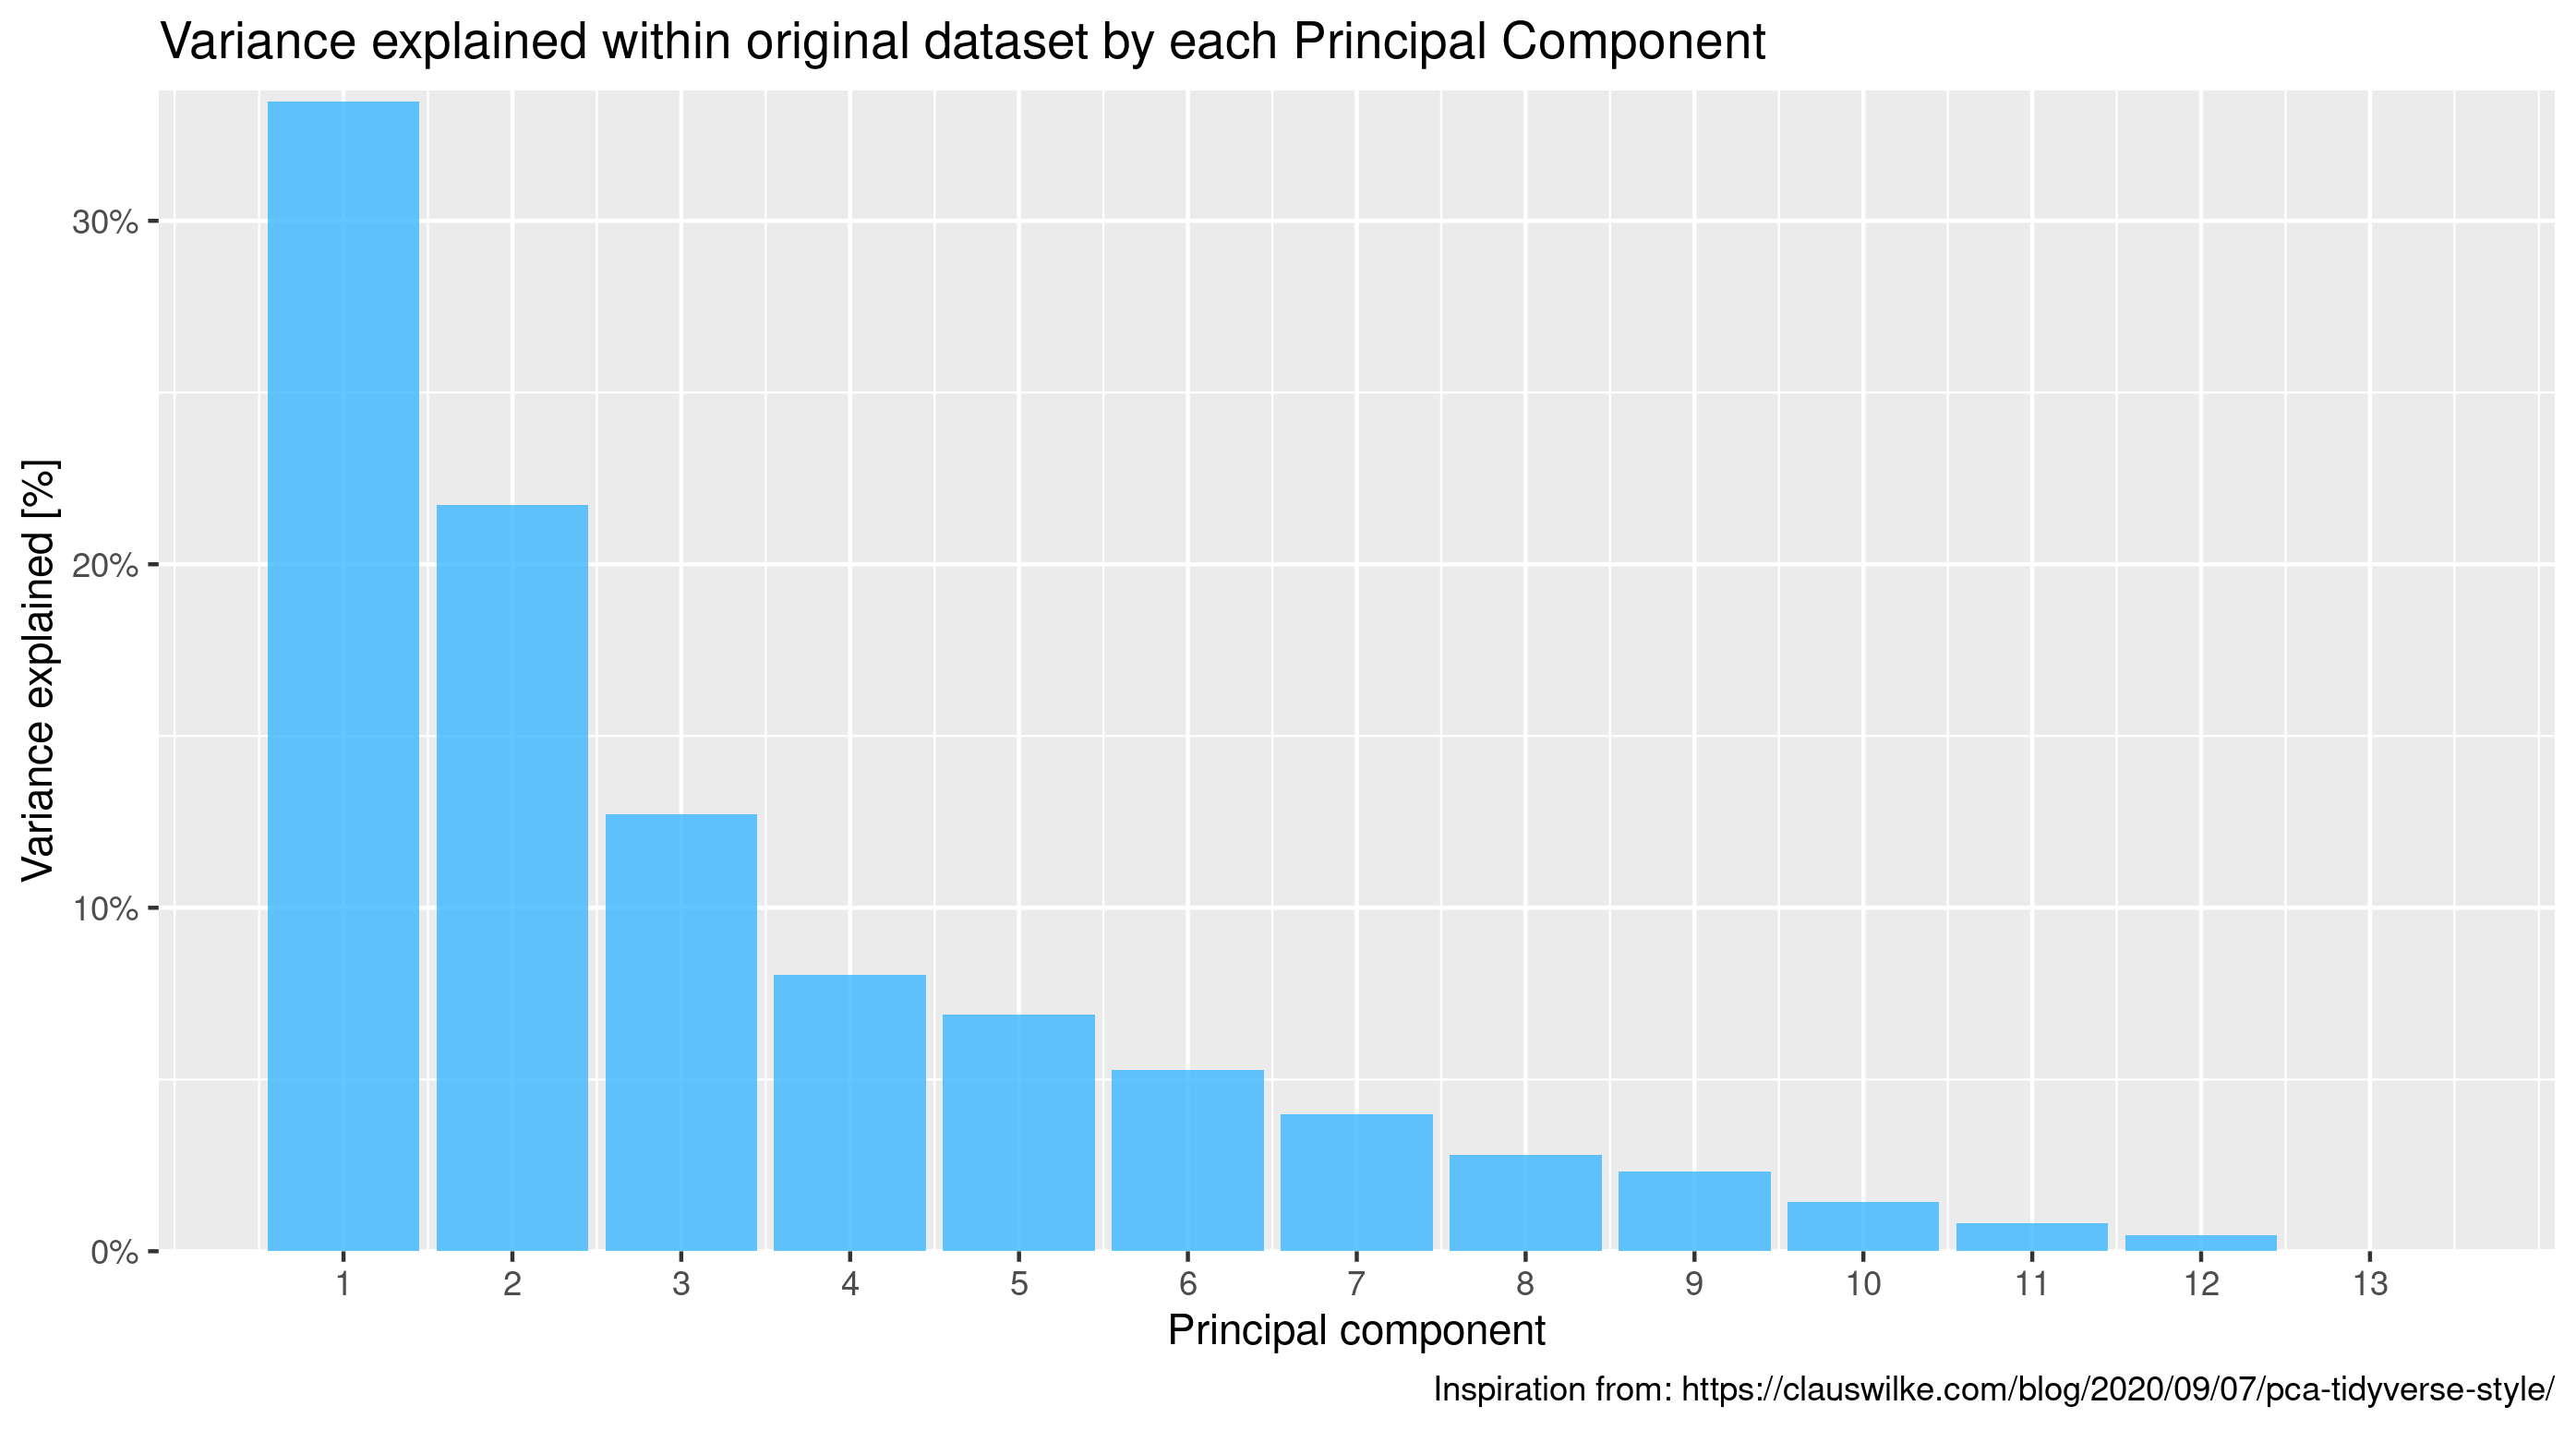 Variance explained within original dataset by each Principal Component
Variance explained [%]
30%
20%
10%
0%
1 2 3 4 5 6 7 8 9 10 11 12 13
Principal component
Inspiration from: https://clauswilke.com/blog/2020/09/07/pca-tidyverse-style/